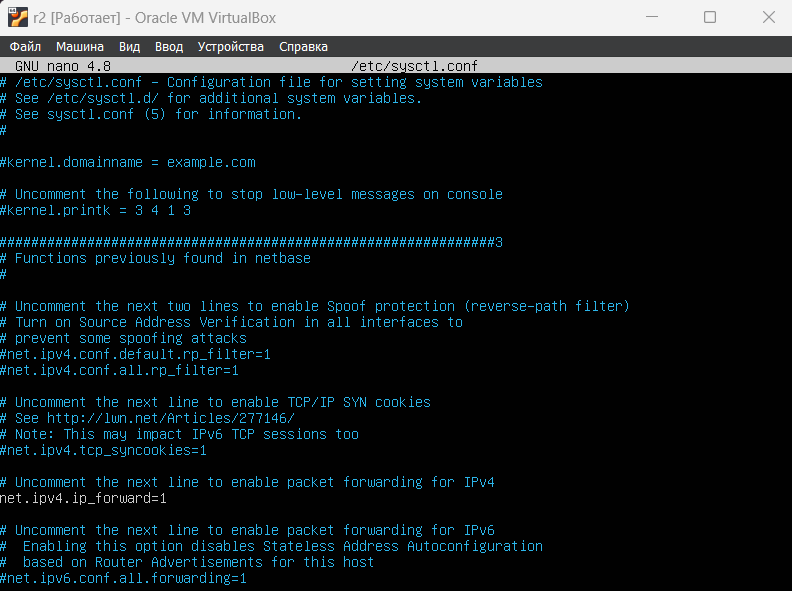 r2 [Работает] - Oracle VM VirtualBox
Файл Машина Вид Ввод Устройства Справка
GNU nano 4.8 /etc/sysctl.conf
# /etc/sysctl.conf - Configuration file for setting system variables
# See /etc/sysctl.d/ for additional system variables.
# See sysctl.conf (5) for information.
#
#kernel.domainname = example.com
# Uncomment the following to stop low-level messages on console
#kernel.printk = 3 4 1 3
##############################################################3
# Functions previously found in netbase
#
# Uncomment the next two lines to enable Spoof protection (reverse-path filter)
# Turn on Source Address Verification in all interfaces to
# prevent some spoofing attacks
#net.ipv4.conf.default.rp_filter=1
#net.ipv4.conf.all.rp_filter=1
# Uncomment the next line to enable TCP/IP SYN cookies
# See http://lwn.net/Articles/277146/
# Note: This may impact IPv6 TCP sessions too
#net.ipv4.tcp_syncookies=1
# Uncomment the next line to enable packet forwarding for IPv4
net.ipv4.ip_forward=1
# Uncomment the next line to enable packet forwarding for IPv6
#  Enabling this option disables Stateless Address Autoconfiguration
#  based on Router Advertisements for this host
#net.ipv6.conf.all.forwarding=1